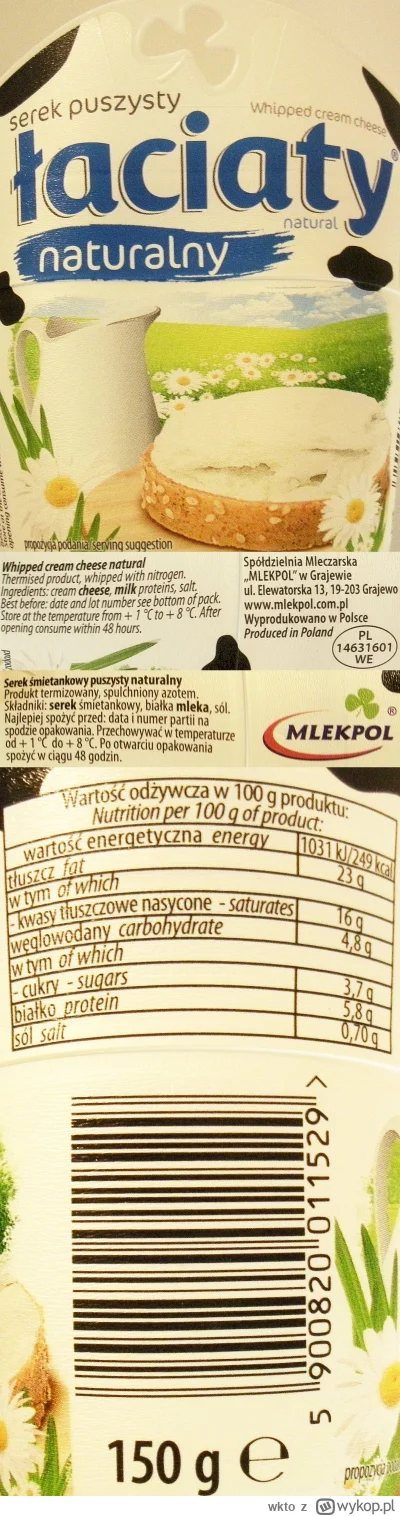 serek puszysty
Whipped cream cheese
łaciaty®
natural
naturalny
propozycja podania/serving suggestion
Whipped cream cheese natural
Thermised product, whipped with nitrogen.
Ingredients: cream cheese, milk proteins, salt.
Best before: date and lot number see bottom of pack.
Store at the temperature from + 1 °C to + 8 °C. After
opening consume within 48 hours.
Spółdzielnia Mleczarska
„MLEKPOL" w Grajewie
ul. Elewatorska 13, 19-203 Grajewo
www.mlekpol.com.pl
Wyprodukowano w Polsce
Produced in Poland
PL
14631601
WE
Serek śmietankowy puszysty naturalny
Produkt termizowany, spulchniony azotem.
Składniki: serek śmietankowy, białka mleka, sól.
Najlepiej spożyć przed: data i numer partii na
spodzie opakowania. Przechowywać w temperaturze
od + 1 °C do + 8 °C. Po otwarciu opakowania
spożyć w ciągu 48 godzin.
MLEKPOL®
Wartość odżywcza w 100 g produktu:
Nutrition per 100 g of product:
wartość energetyczna energy 1031 kJ/249 kcal
tłuszcz fat 23 g
w tym of which
- kwasy tłuszczowe nasycone - saturates 16 g
węglowodany carbohydrate 4,8 g
w tym of which
- cukry - sugars 3,7 g
białko protein 5,8 g
sól salt 0,70 g
5 900820 011529 >
150 g e
propozycja
wkto z wykop.pl